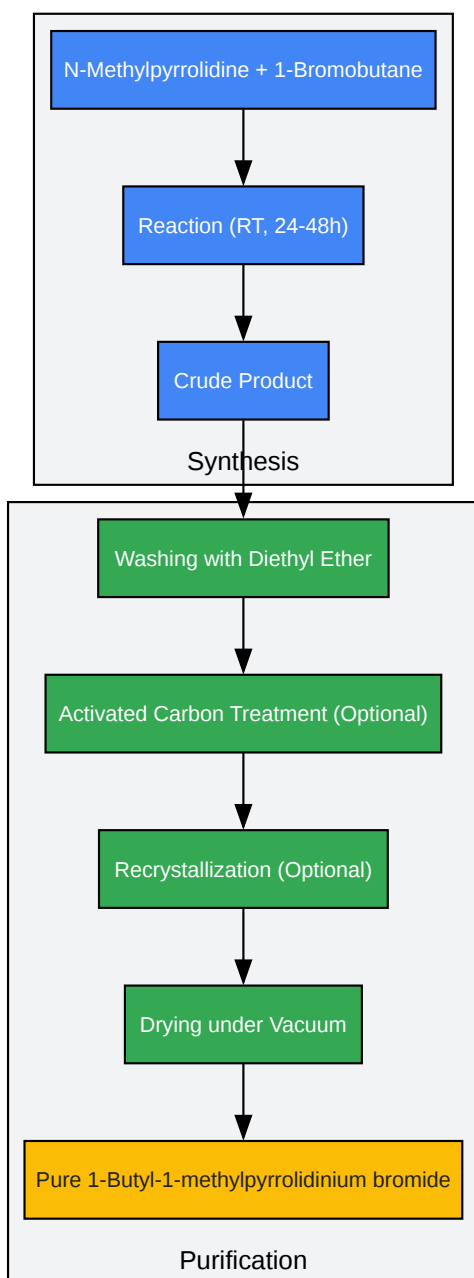 N-Methylpyrrolidine + 1-Bromobutane
Reaction (RT, 24-48h)
Crude Product
Synthesis
Washing with Diethyl Ether
Activated Carbon Treatment (Optional)
Recrystallization (Optional)
Drying under Vacuum
Pure 1-Butyl-1-methylpyrrolidinium bromide
Purification